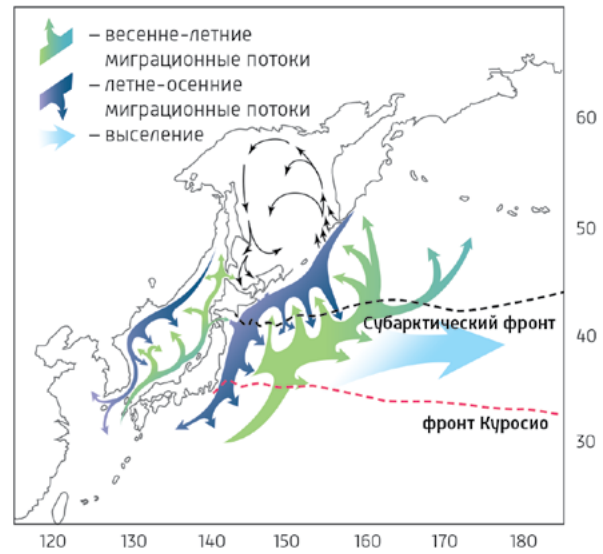 – весенне-летние
миграционные потоки
– летне-осенние
миграционные потоки
– выселение
60
50
Субарктический фронт
40
фронт Куросио
30
120 130 140 150 160 170 180